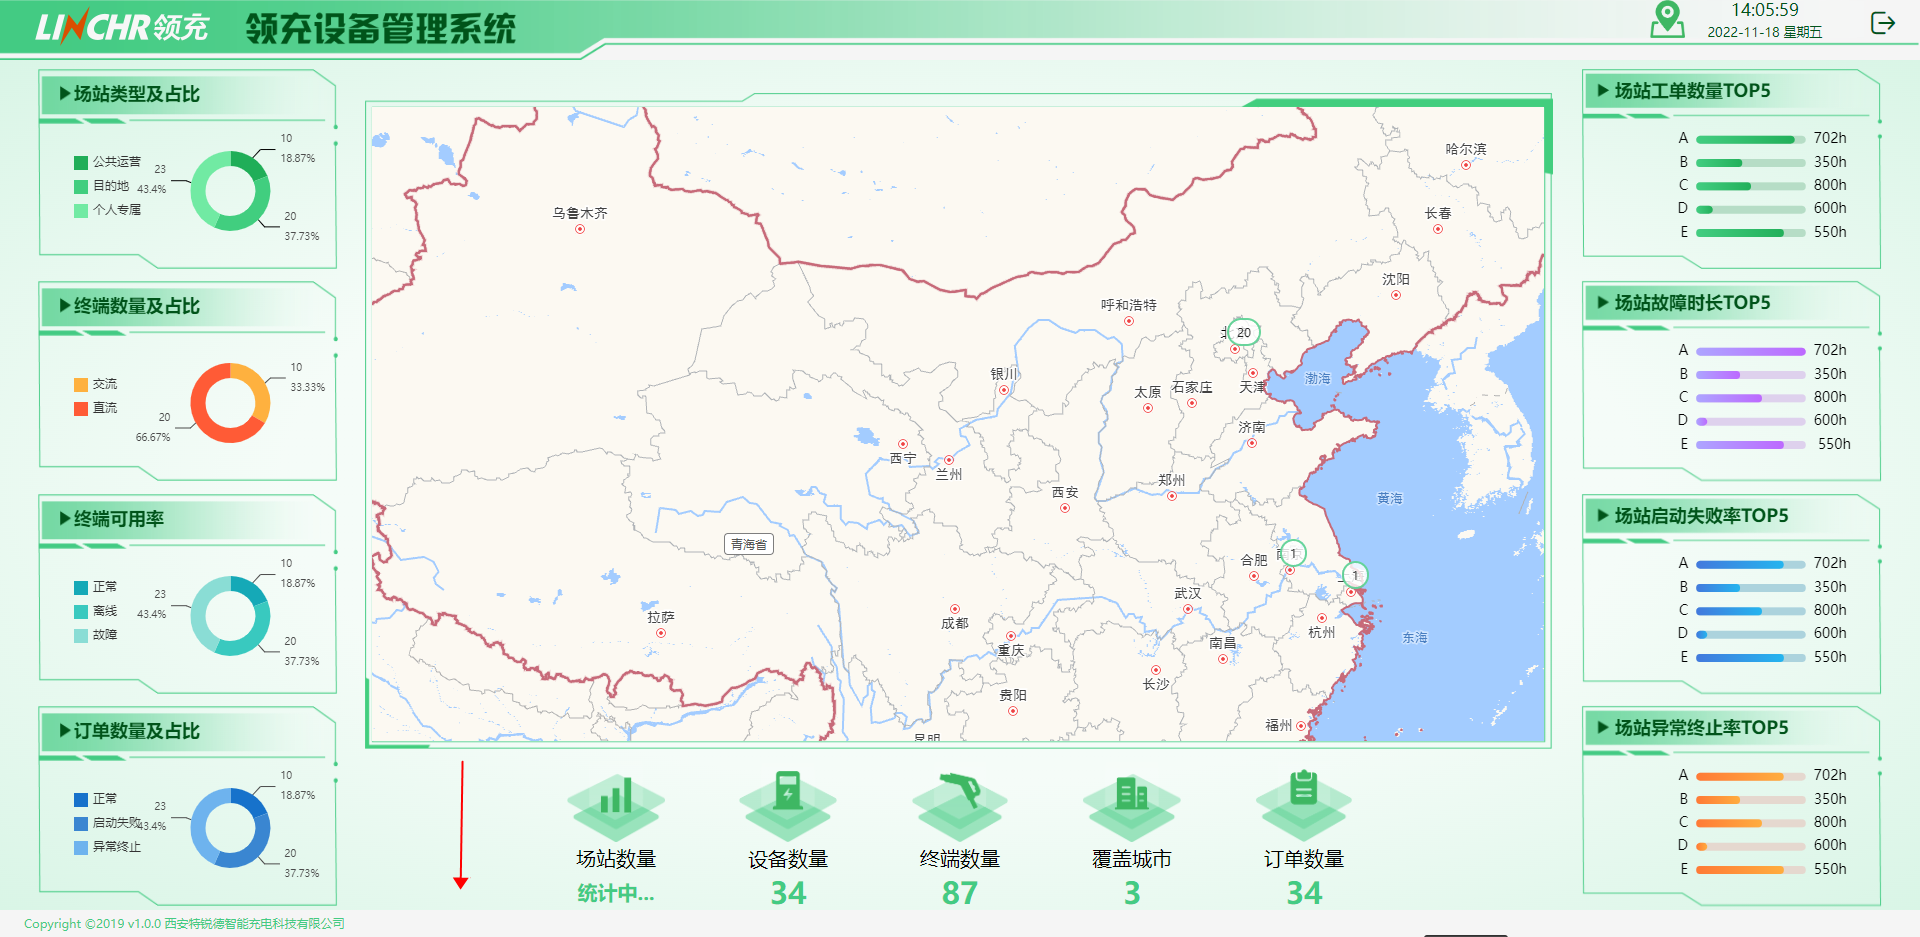 LINCHR领充
领充设备管理系统
14:05:59
2022-11-18 星期五
场站类型及占比
公共运营
目的地
个人专属
10
18.87%
23
43.4%
20
37.73%
终端数量及占比
交流
直流
10
33.33%
20
66.67%
终端可用率
正常
离线
故障
10
18.87%
23
43.4%
20
37.73%
订单数量及占比
正常
启动失败
异常终止
10
18.87%
23
43.4%
20
37.73%
哈尔滨
乌鲁木齐
长春
沈阳
呼和浩特
20
银川
天津
渤海
太原
石家庄
济南
西宁
兰州
郑州
西安
黄海
青海省
合肥
1
1
武汉
拉萨
成都
杭州
东海
重庆
南昌
长沙
贵阳
福州
昆明
场站数量
统计中...
设备数量
34
终端数量
87
覆盖城市
3
订单数量
34
场站工单数量TOP5
A 702h
B 350h
C 800h
D 600h
E 550h
场站故障时长TOP5
A 702h
B 350h
C 800h
D 600h
E 550h
场站启动失败率TOP5
A 702h
B 350h
C 800h
D 600h
E 550h
场站异常终止率TOP5
A 702h
B 350h
C 800h
D 600h
E 550h
Copyright ©2019 v1.0.0 西安特锐德智能充电科技有限公司